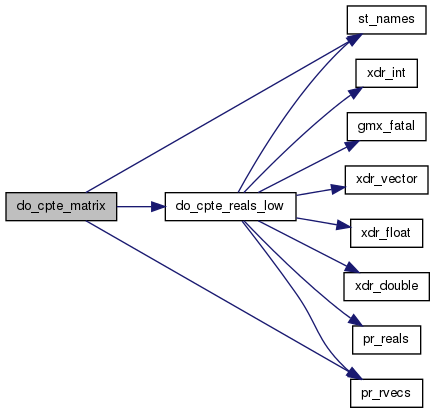 st_names
xdr_int
gmx_fatal
xdr_vector
do_cpte_matrix
do_cpte_reals_low
xdr_float
xdr_double
pr_reals
pr_rvecs